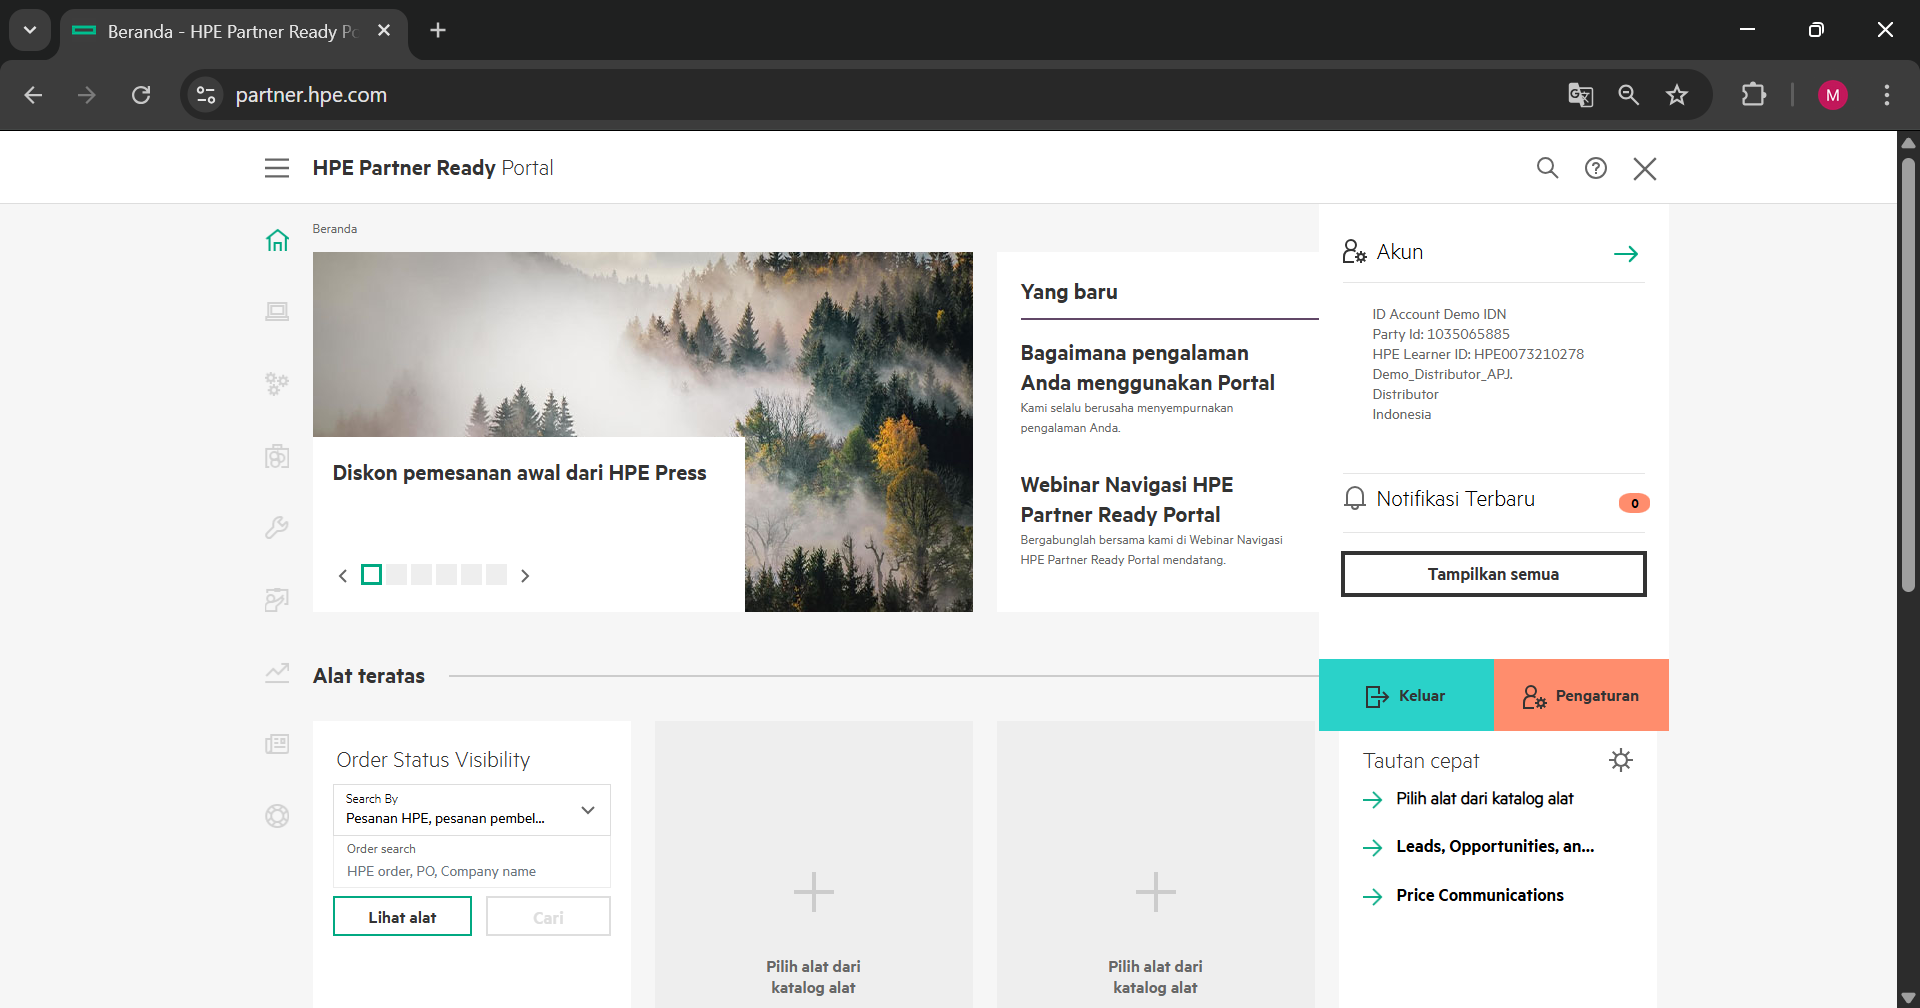 Beranda - HPE Partner Ready Po
partner.hpe.com
M
HPE Partner Ready Portal
Beranda
Diskon pemesanan awal dari HPE Press
Yang baru
Bagaimana pengalaman
Anda menggunakan Portal
Kami selalu berusaha menyempurnakan
pengalaman Anda.
Webinar Navigasi HPE
Partner Ready Portal
Bergabunglah bersama kami di Webinar Navigasi
HPE Partner Ready Portal mendatang.
Akun
ID Account Demo IDN
Party Id: 1035065885
HPE Learner ID: HPE0073210278
Demo_Distributor_APJ.
Distributor
Indonesia
Notifikasi Terbaru
0
Tampilkan semua
Keluar
Pengaturan
Alat teratas
Order Status Visibility
Search By
Pesanan HPE, pesanan pembel...
Order search
HPE order, PO, Company name
Lihat alat
Cari
Pilih alat dari
katalog alat
Pilih alat dari
katalog alat
Tautan cepat
Pilih alat dari katalog alat
Leads, Opportunities, an...
Price Communications